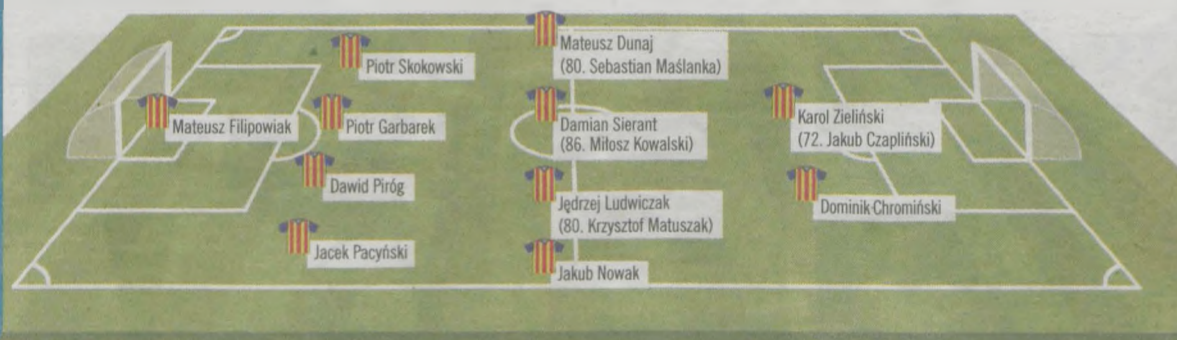 Mateusz Dunaj
(80. Sebastian Maślanka)
Piotr Skokowski
Mateusz Filipowiak
Piotr Garbarek
Damian Sierant
(86. Miłosz Kowalski)
Karol Zieliński
(72. Jakub Czapliński)
Dawid Piróg
Jędrzej Ludwiczak
(80. Krzysztof Matuszak)
Dominik Chromiński
Jacek Pacyński
Jakub Nowak